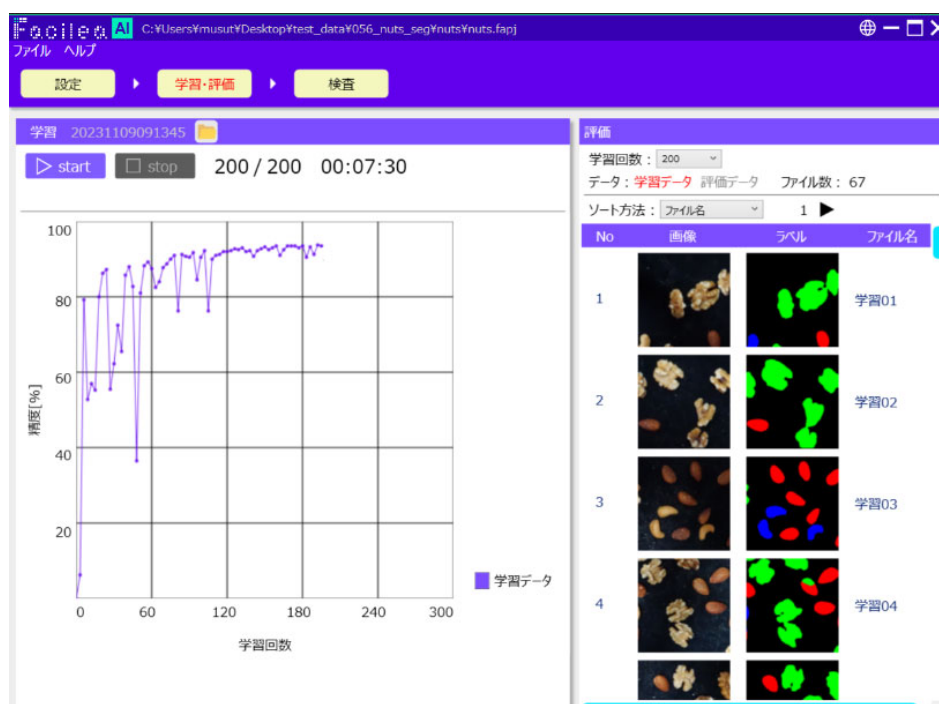 Facilea AI C:¥Users¥musut¥Desktop¥test_data¥056_nuts_seg¥nuts¥nuts.fapj
ファイル ヘルプ
設定 学習・評価 検査
学習 20231109091345
start stop 200 / 200 00:07:30
100
80
60
40
20
精度[%]
0 60 120 180 240 300
学習回数
学習データ
評価
学習回数 : 200
データ : 学習データ 評価データ ファイル数 : 67
ソート方法 : ファイル名 1
No 画像 ラベル ファイル名
1 学習01
2 学習02
3 学習03
4 学習04